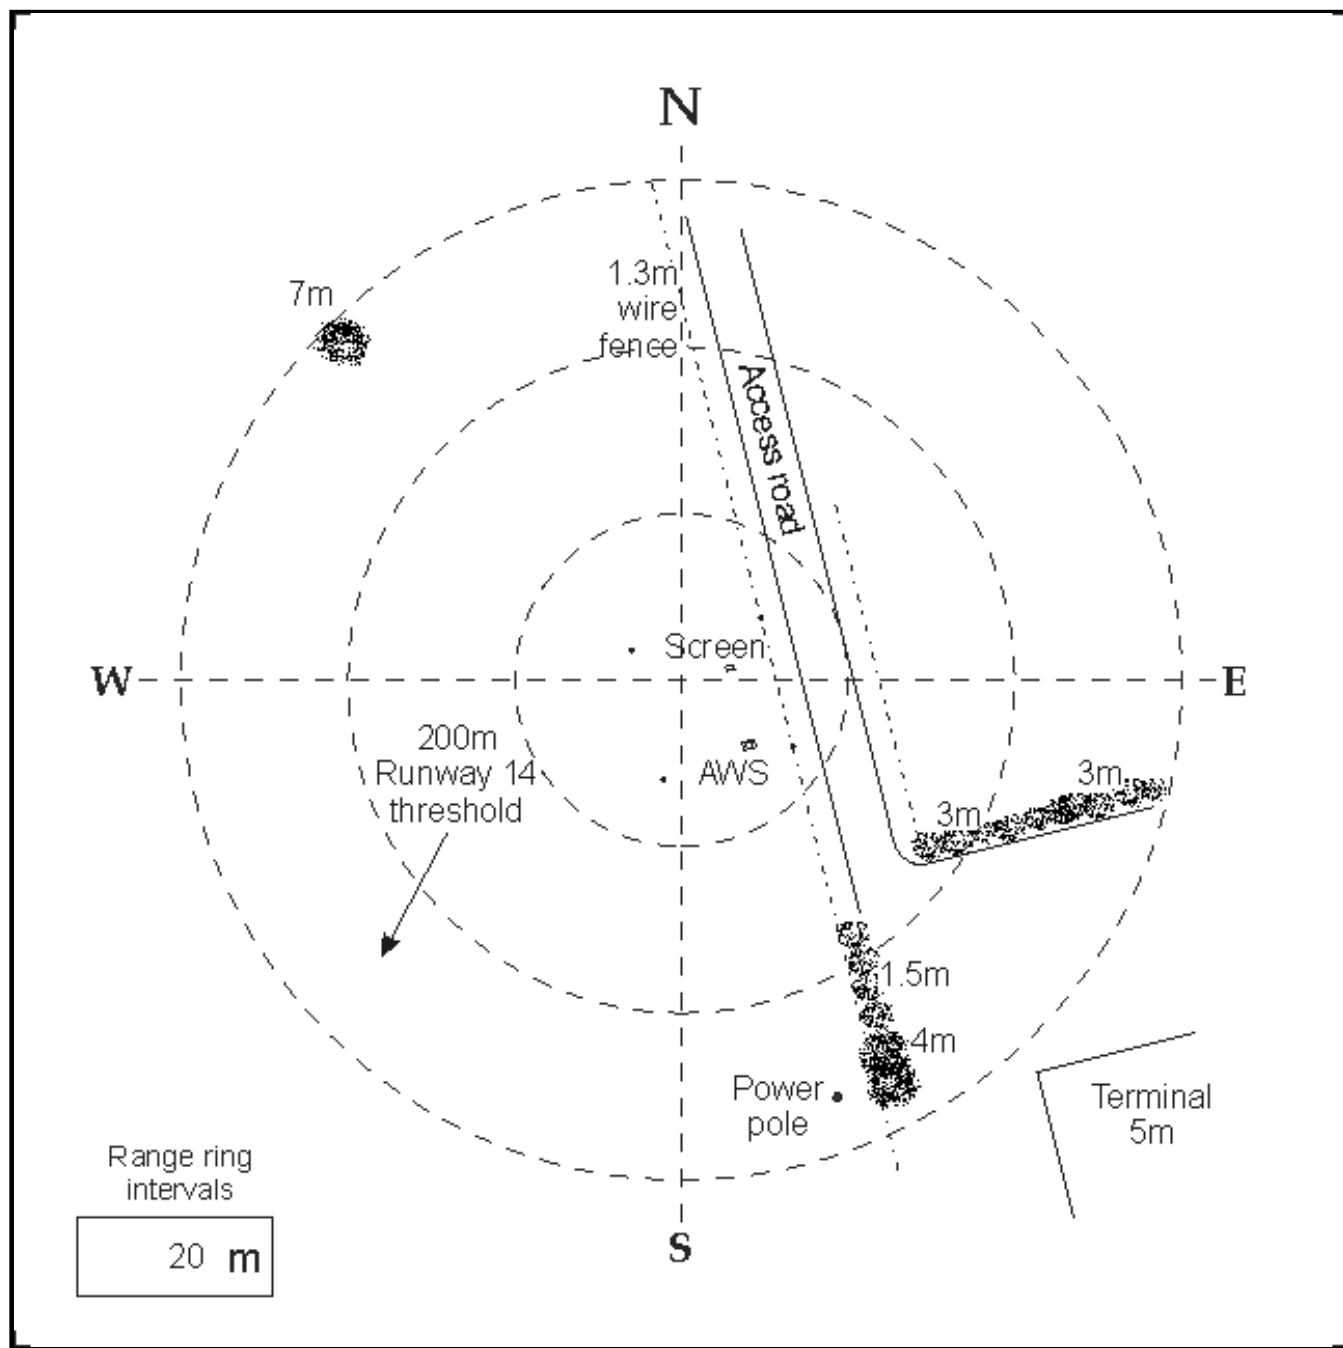 N
7m
1.3m
wire
fence
Access road
Screen
W
E
200m
Runway 14
threshold
AWS
3m
3m
1.5m
4m
Power
pole
Terminal
5m
Range ring
intervals
20 m
S